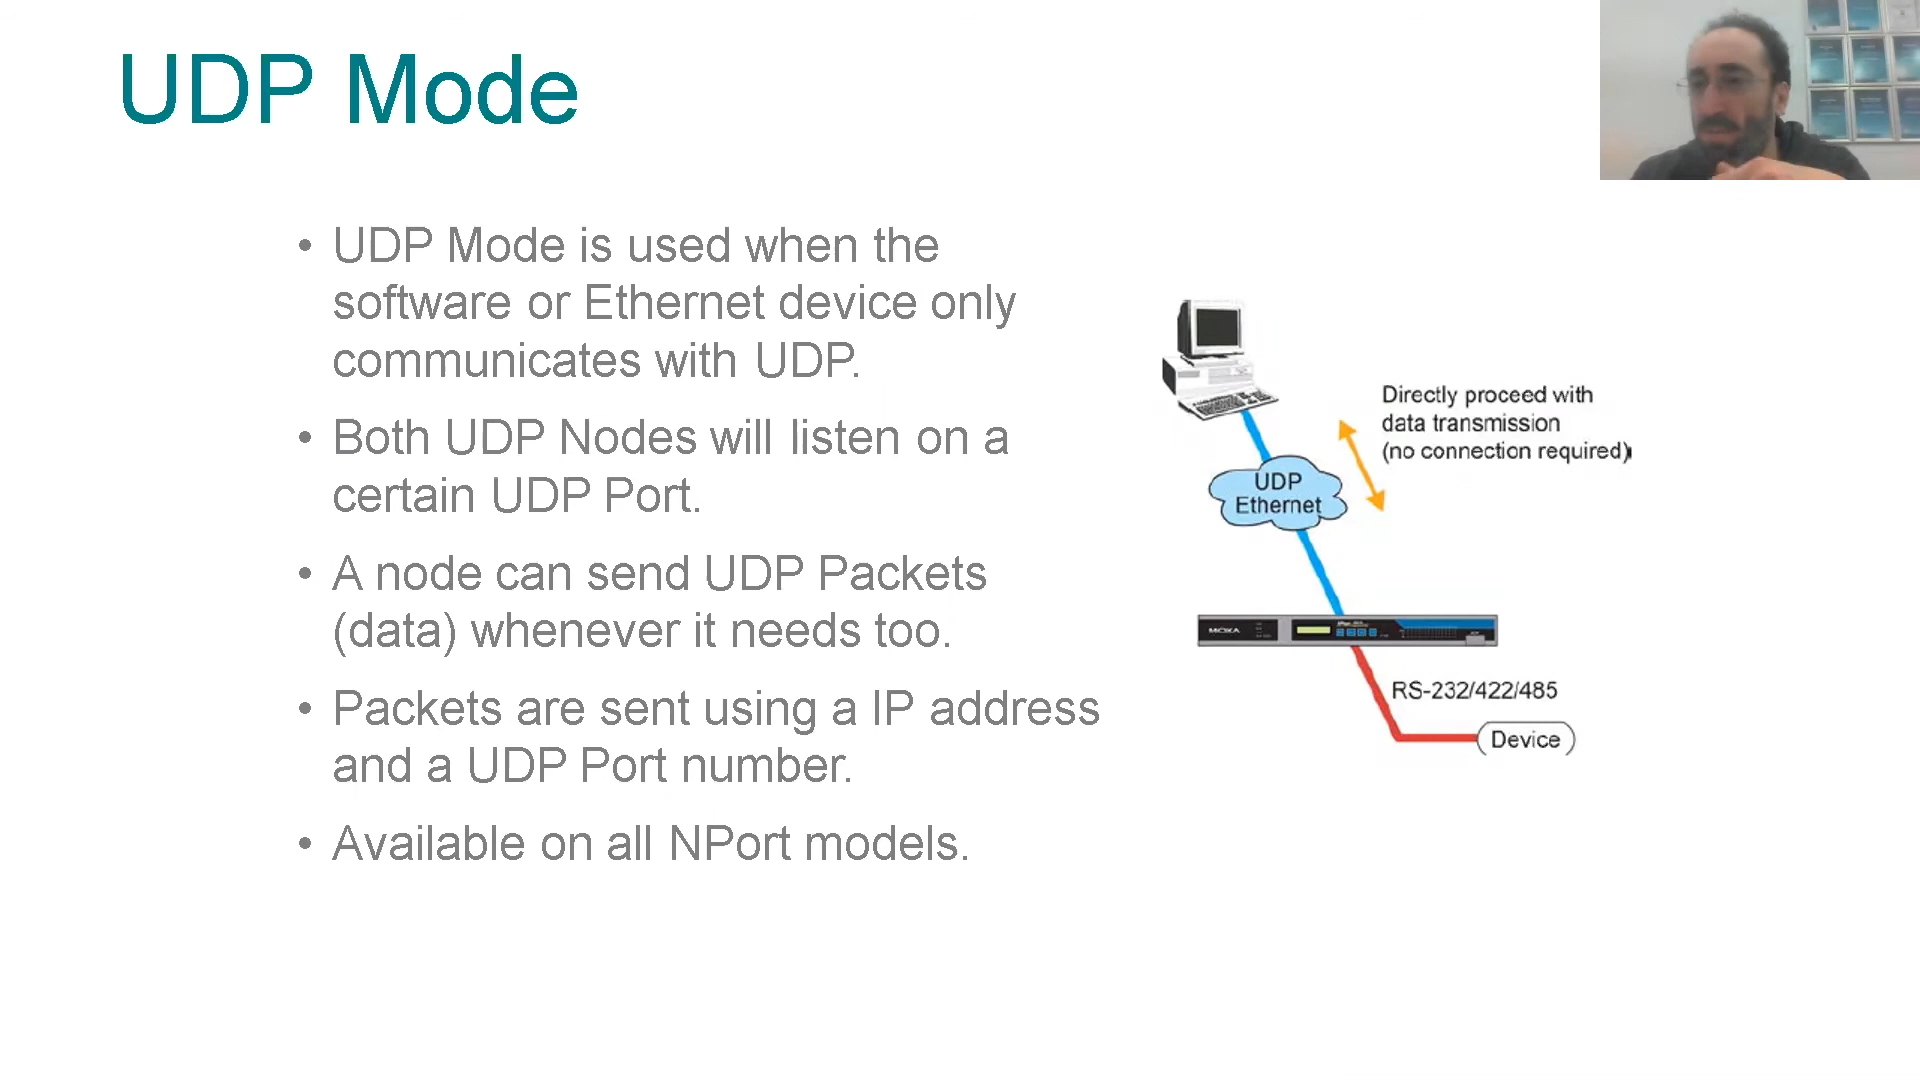 UDP Mode
• UDP Mode is used when the
software or Ethernet device only
communicates with UDP.
• Both UDP Nodes will listen on a
certain UDP Port.
• A node can send UDP Packets
(data) whenever it needs too.
• Packets are sent using a IP address
and a UDP Port number.
• Available on all NPort models.
Directly proceed with
data transmission
(no connection required)
UDP
Ethernet
MOXA
RS-232/422/485
Device